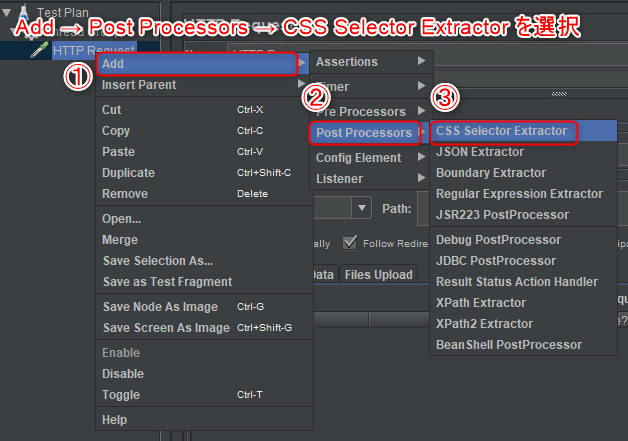 Test Plan
Add → Post Processors ⇒ CSS Selector Extractor を選択
HTTP Request
①
Add
Insert Parent
Cut Ctrl-X
Copy Ctrl-C
Paste Ctrl-V
Duplicate Ctrl+Shift-C
Remove Delete
Open...
Merge
Save Selection As...
Save as Test Fragment
Save Node As Image Ctrl-G
Save Screen As Image Ctrl+Shift-G
Enable
Disable
Toggle Ctrl-T
Help
②
Assertions
Timer
Pre Processors
Post Processors
Config Element
Listener
③
CSS Selector Extractor
JSON Extractor
Boundary Extractor
Regular Expression Extractor
JSR223 PostProcessor
Debug PostProcessor
JDBC PostProcessor
Result Status Action Handler
XPath Extractor
XPath2 Extractor
BeanShell PostProcessor
Path:
Follow Redire
Data
Files Upload